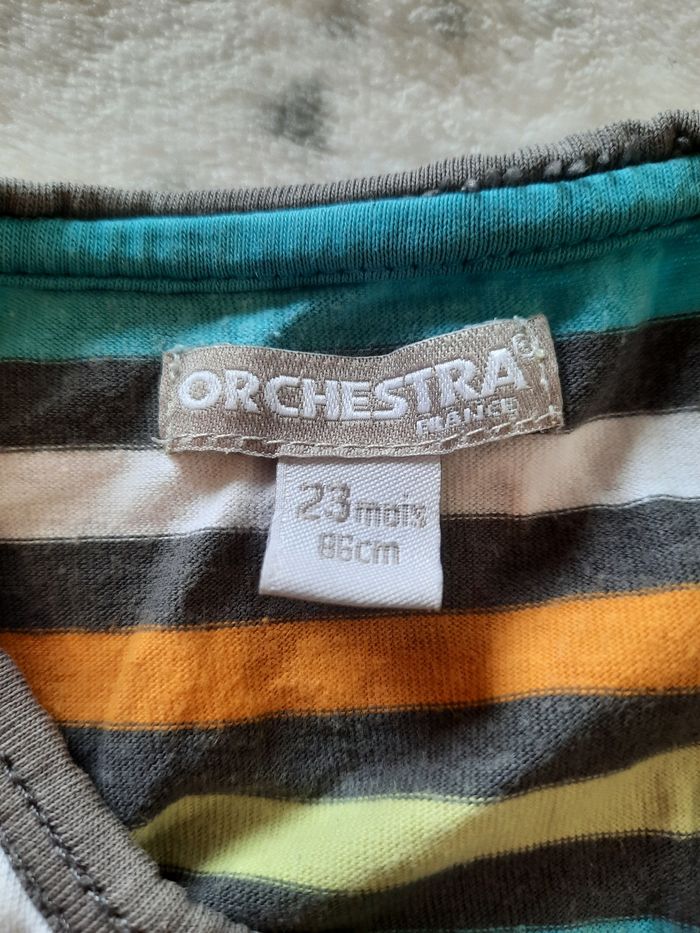 ORCHESTRA®
FRANCE
23 mois
86cm